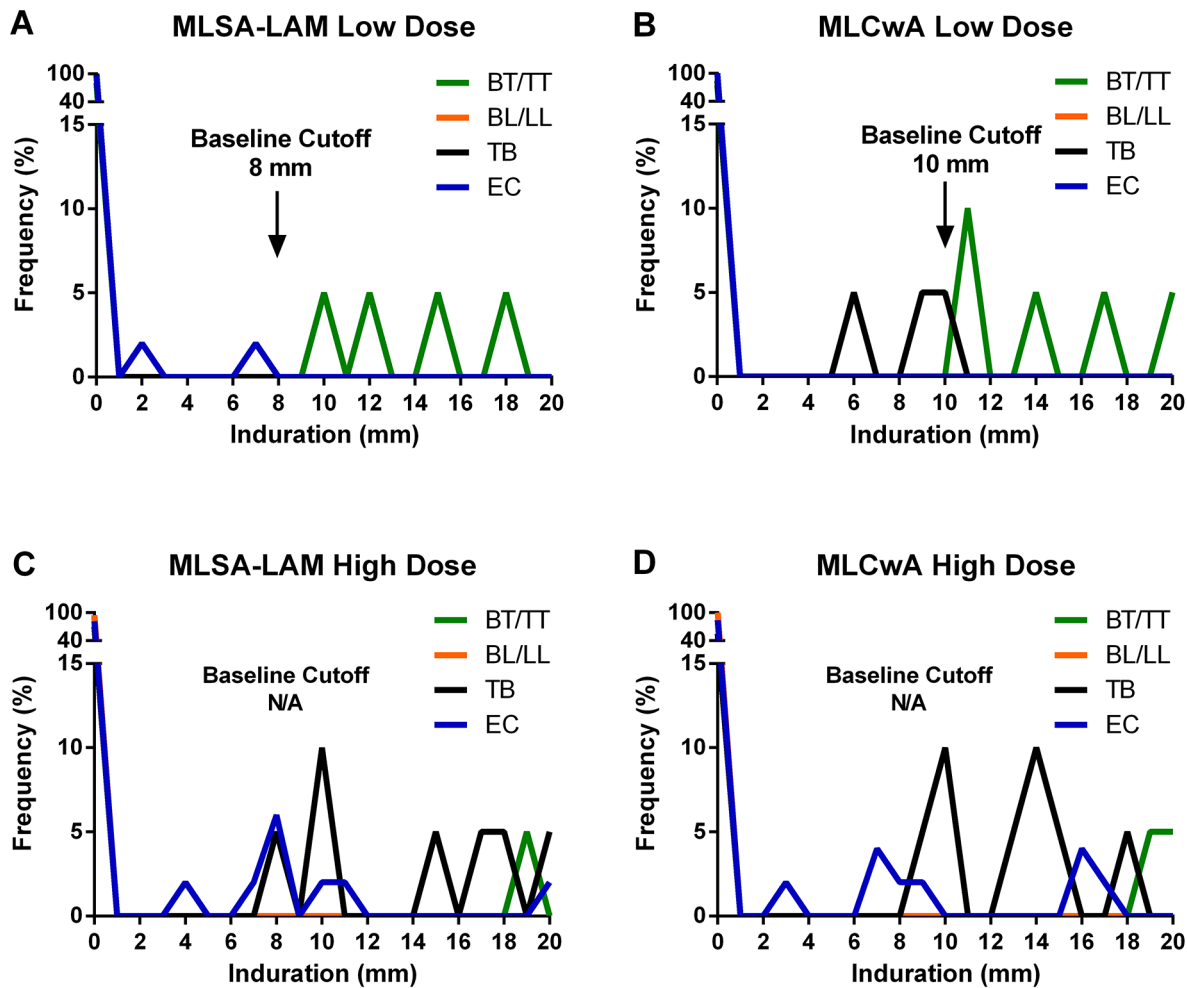 A
MLSA-LAM Low Dose
100
40
15
10
5
0
Frequency (%)
Baseline Cutoff
8 mm
BT/TT
BL/LL
TB
EC
0 2 4 6 8 10 12 14 16 18 20
Induration (mm)
B
MLCwA Low Dose
100
40
15
10
5
0
Frequency (%)
Baseline Cutoff
10 mm
BT/TT
BL/LL
TB
EC
0 2 4 6 8 10 12 14 16 18 20
Induration (mm)
C
MLSA-LAM High Dose
100
40
15
10
5
0
Frequency (%)
Baseline Cutoff
N/A
BT/TT
BL/LL
TB
EC
0 2 4 6 8 10 12 14 16 18 20
Induration (mm)
D
MLCwA High Dose
100
40
15
10
5
0
Frequency (%)
Baseline Cutoff
N/A
BT/TT
BL/LL
TB
EC
0 2 4 6 8 10 12 14 16 18 20
Induration (mm)